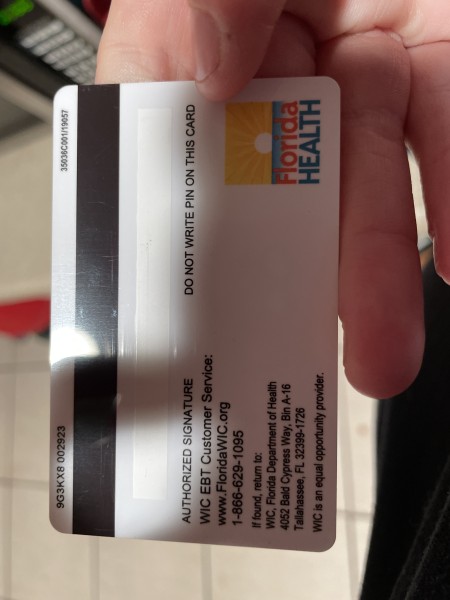 35036C001/19057
9G3KX8 002923
DO NOT WRITE PIN ON THIS CARD
AUTHORIZED SIGNATURE
Florida
HEALTH
WIC EBT Customer Service:
www.FloridaWIC.org
1-866-629-1095
If found, return to:
WIC, Florida Department of Health
4052 Bald Cypress Way, Bin A-16
Tallahassee, FL 32399-1726
WIC is an equal opportunity provider.